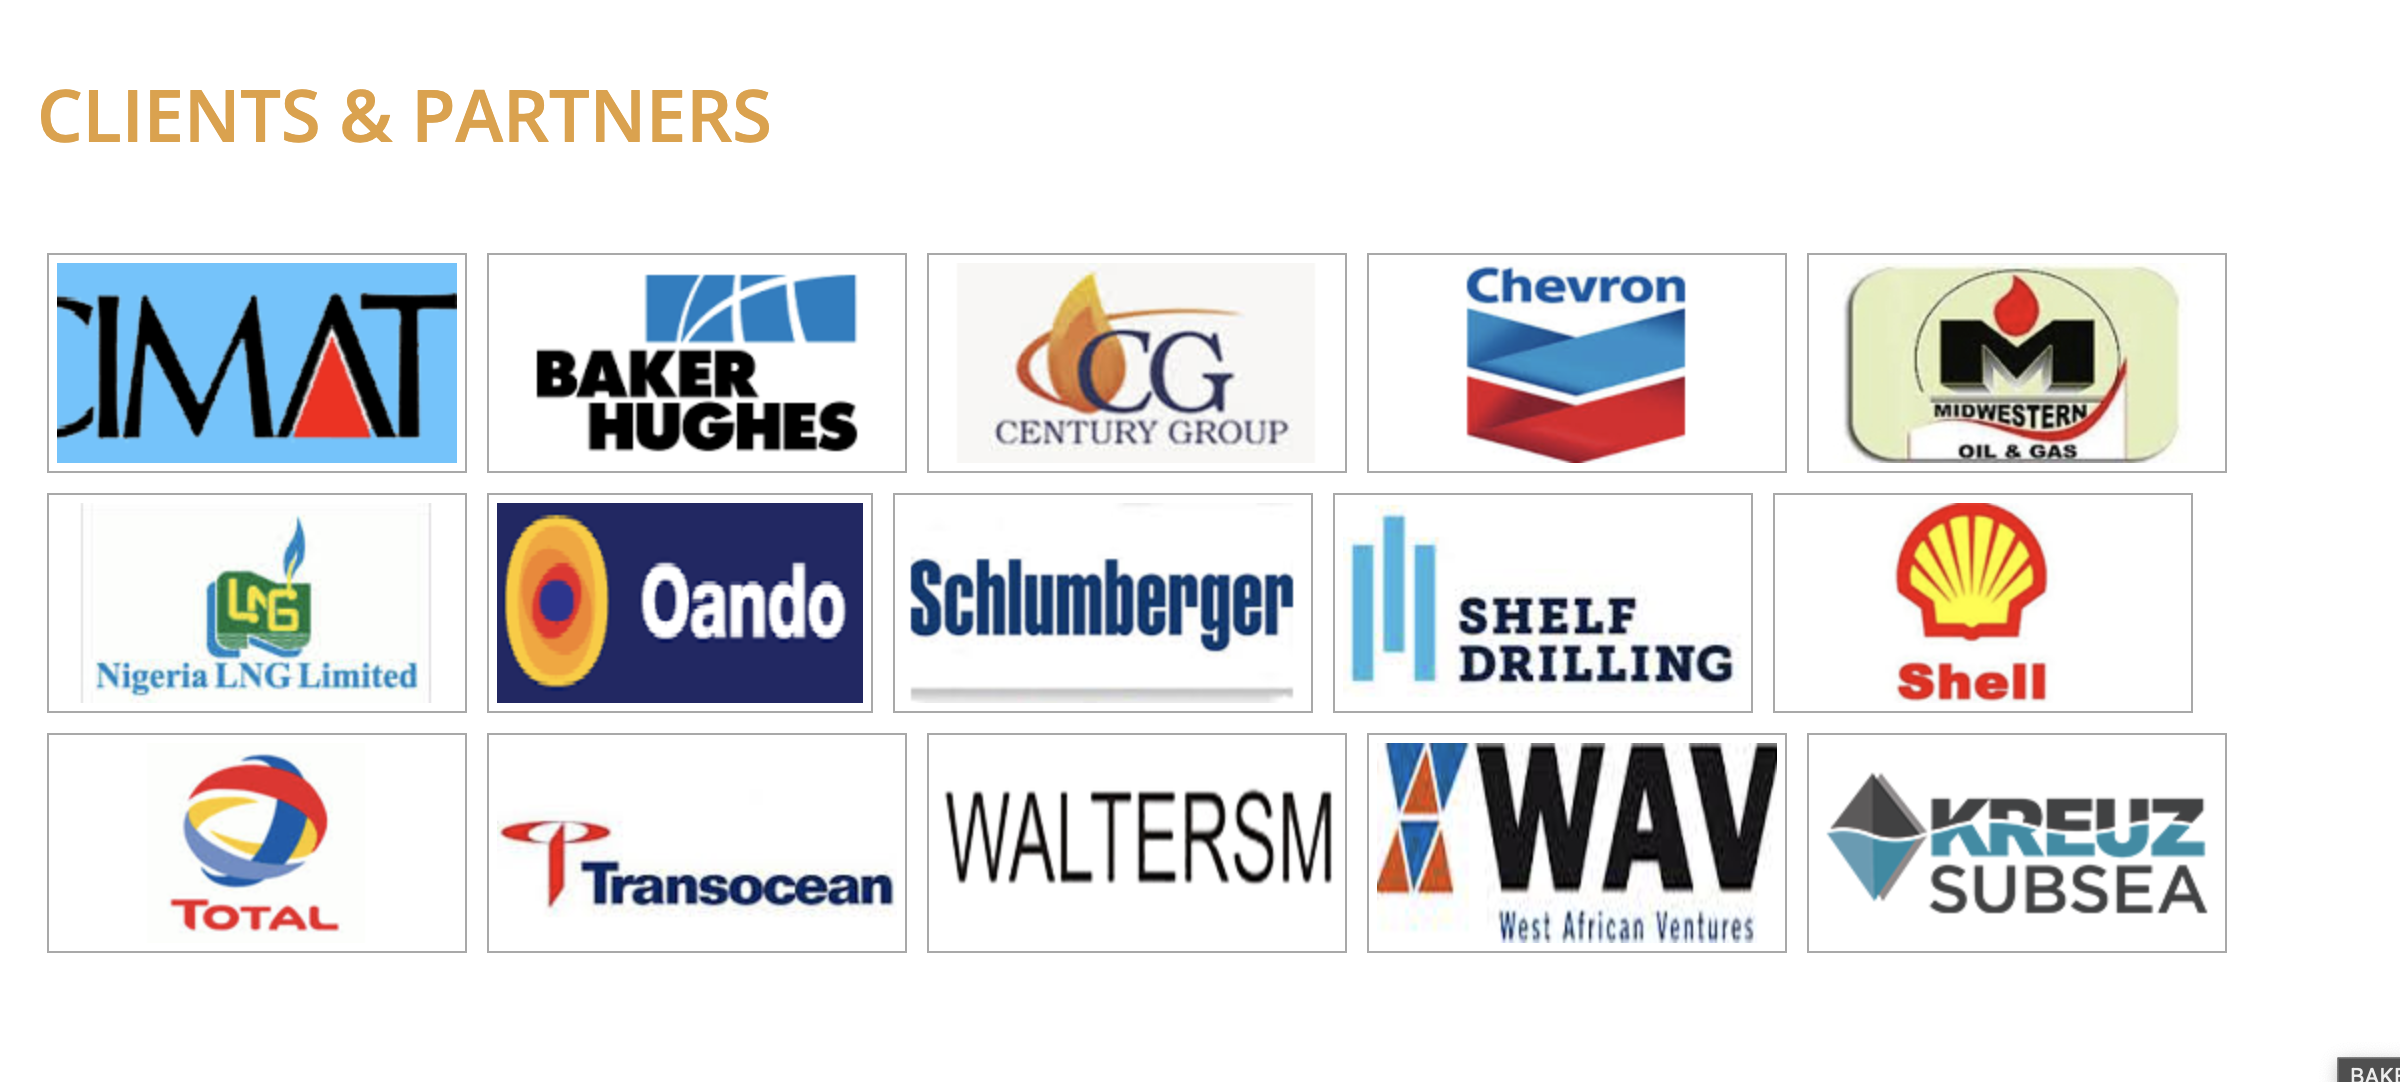 CLIENTS & PARTNERS
CIMAT
BAKER
HUGHES
CG
CENTURY GROUP
Chevron
M
MIDWESTERN
OIL & GAS
LNG
Nigeria LNG Limited
Oando
Schlumberger
SHELF
DRILLING
Shell
TOTAL
Transocean
WALTERSM
WAV
West African Ventures
KREUZ
SUBSEA